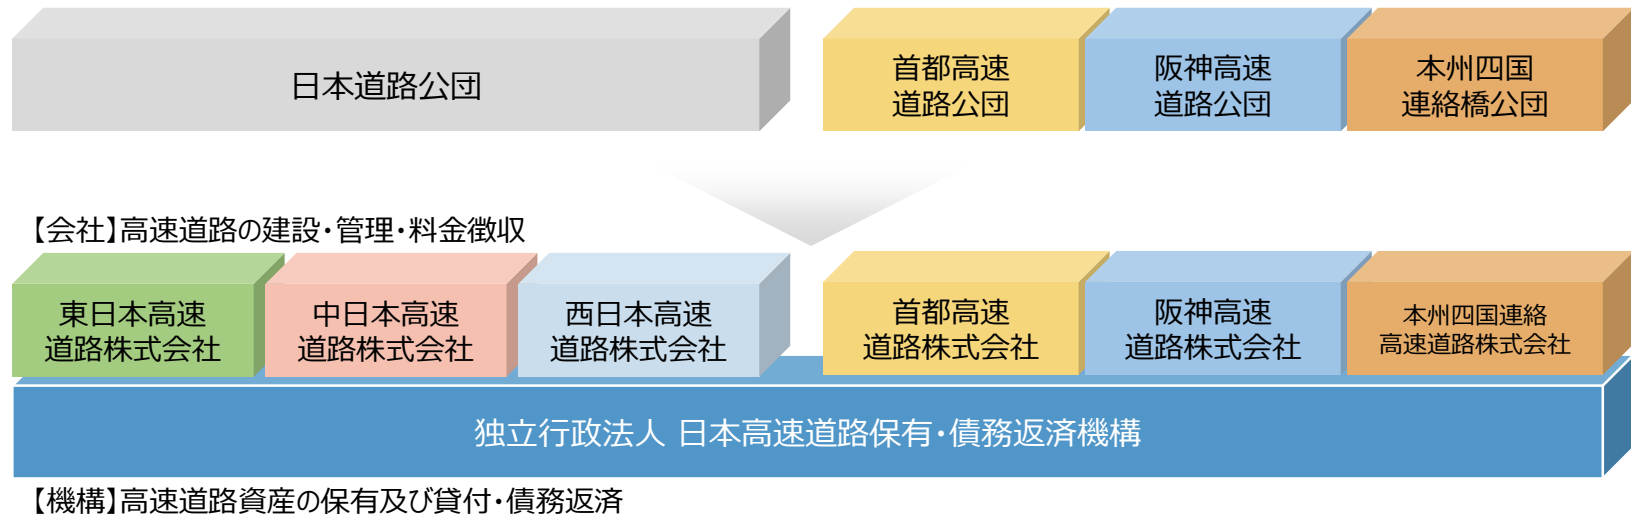 日本道路公団
首都高速
道路公団
阪神高速
道路公団
本州四国
連絡橋公団
【会社】高速道路の建設・管理・料金徴収
東日本高速
道路株式会社
中日本高速
道路株式会社
西日本高速
道路株式会社
首都高速
道路株式会社
阪神高速
道路株式会社
本州四国連絡
高速道路株式会社
独立行政法人 日本高速道路保有・債務返済機構
【機構】高速道路資産の保有及び貸付・債務返済